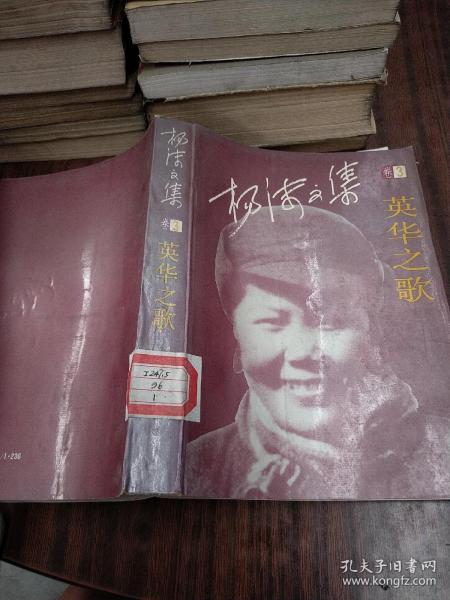 杨沫文集
卷3
英华之歌
杨沫文集
卷3
英华之歌
I247.5
96
1
/I·236
孔夫子旧书网
www.kongfz.com